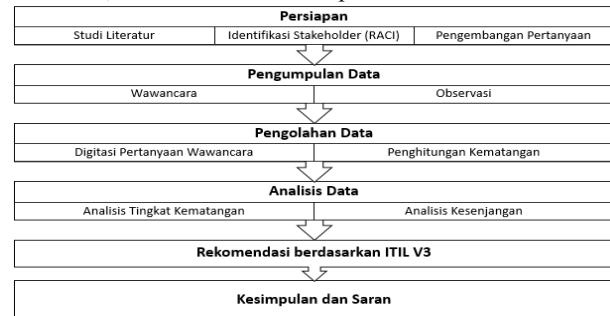 Persiapan
Studi Literatur Identifikasi Stakeholder (RACI) Pengembangan Pertanyaan
Pengumpulan Data
Wawancara Observasi
Pengolahan Data
Digitasi Pertanyaan Wawancara Penghitungan Kematangan
Analisis Data
Analisis Tingkat Kematangan Analisis Kesenjangan
Rekomendasi berdasarkan ITIL V3
Kesimpulan dan Saran